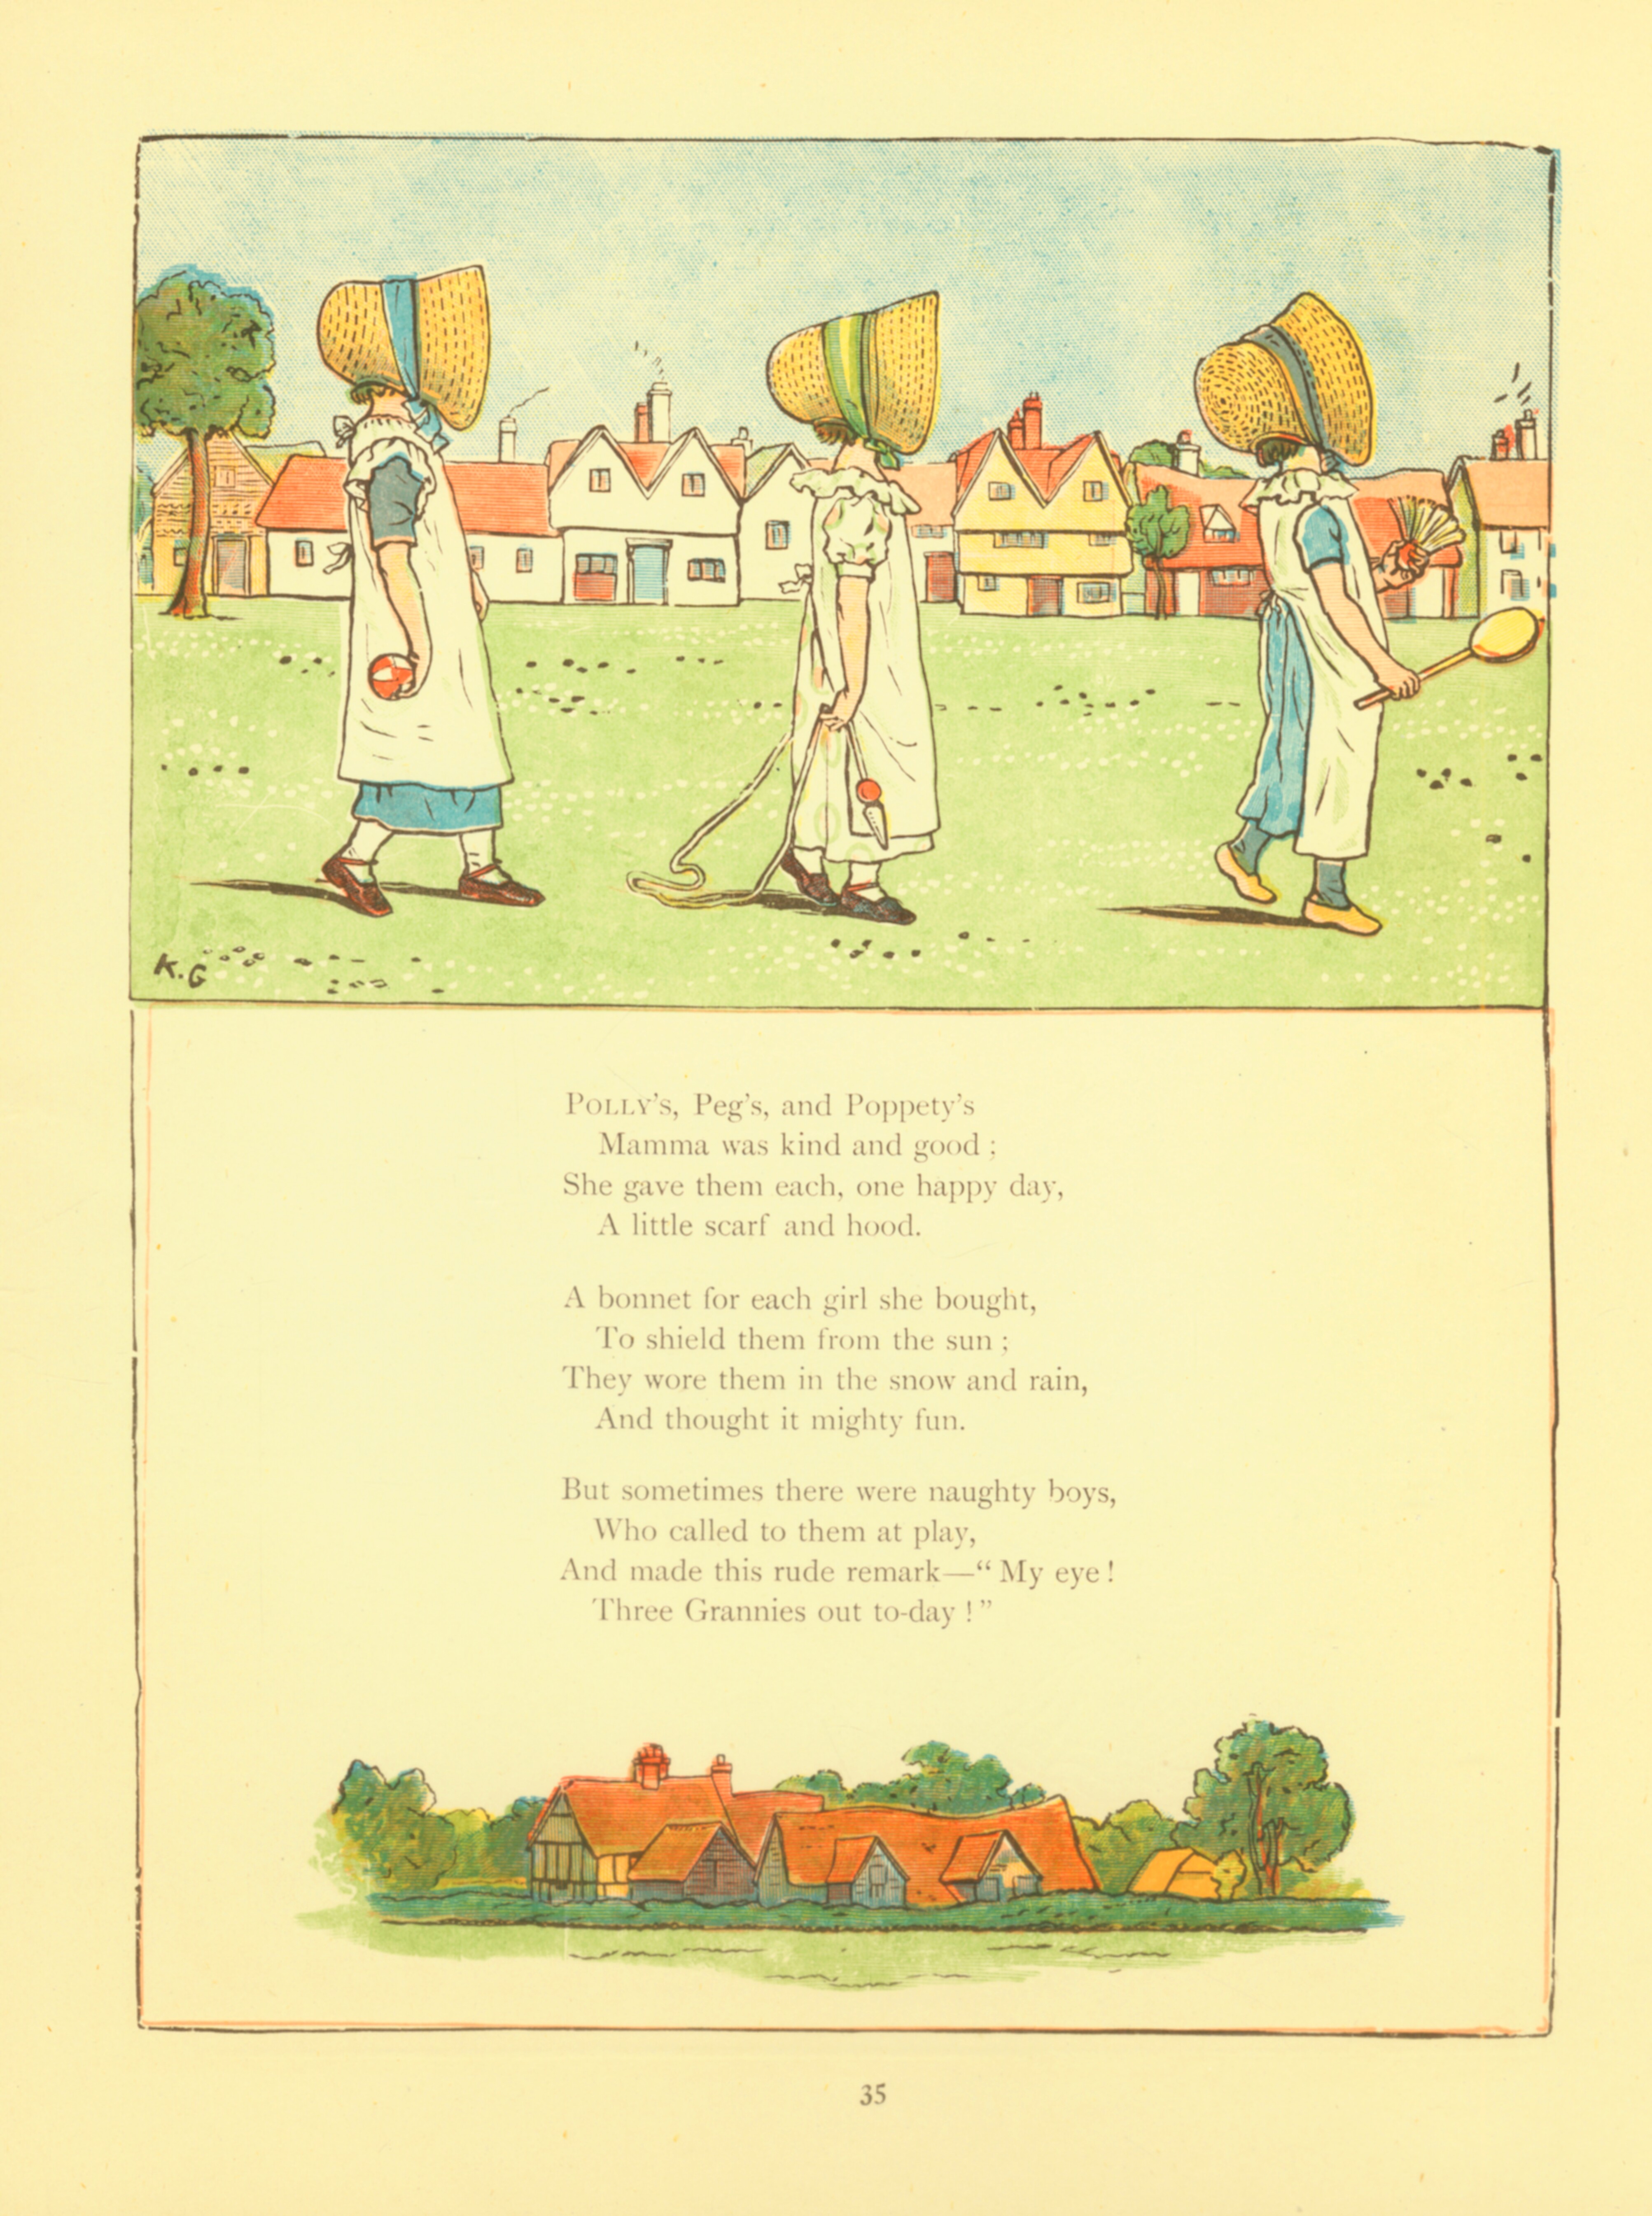 K. G
POLLY'S, Peg's, and Poppety's
Mamma was kind and good ;
She gave them each, one happy day,
A little scarf and hood.
A bonnet for each girl she bought,
To shield them from the sun ;
They wore them in the snow and rain,
And thought it mighty fun.
But sometimes there were naughty boys,
Who called to them at play,
And made this rude remark—“ My eye !
Three Grannies out to-day ! ”
35